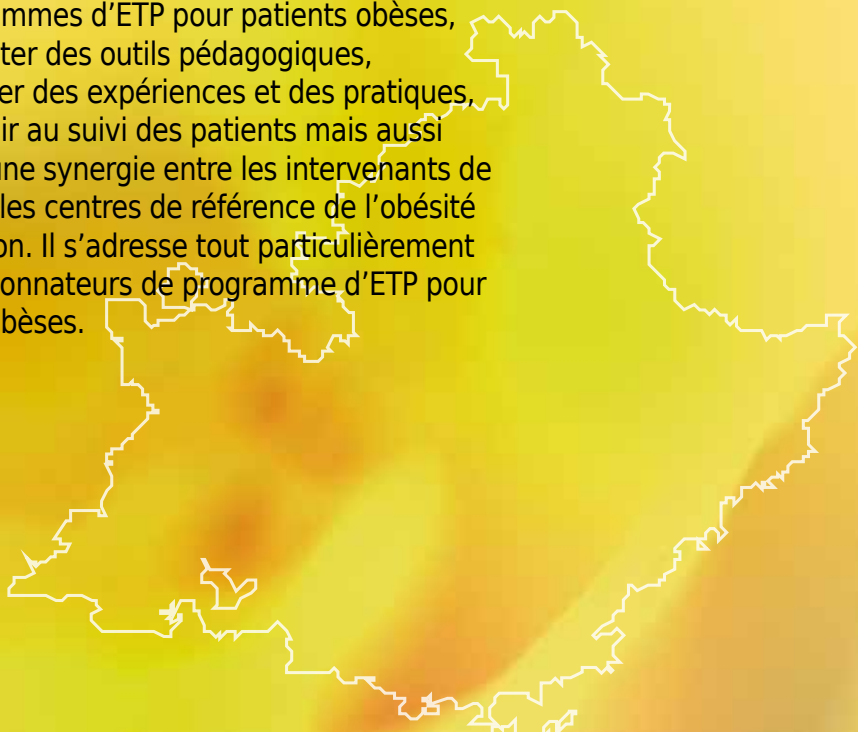 mmes d’ETP pour patients obèses,
ter des outils pédagogiques,
er des expériences et des pratiques,
ir au suivi des patients mais aussi
une synergie entre les intervenants de
les centres de référence de l’obésité
on. Il s’adresse tout particulièrement
onnateurs de programme d’ETP pour
bèses.